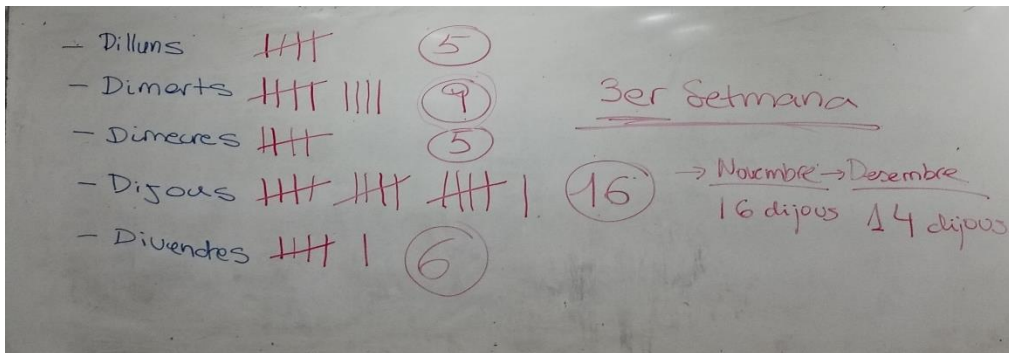 - Dilluns 5
- Dimarts 9
- Dimecres 5
- Dijous 16
- Divendres 6
3er Setmana
→ Novembre → Desembre
16 dijous 14 dijous